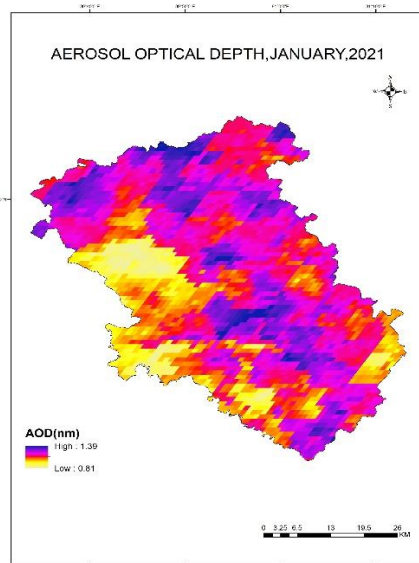 AEROSOL OPTICAL DEPTH,JANUARY,2021
N
W E
S
AOD(nm)
High : 1.39
Low : 0.81
0 3.25 6.5 13 19.5 26
KM